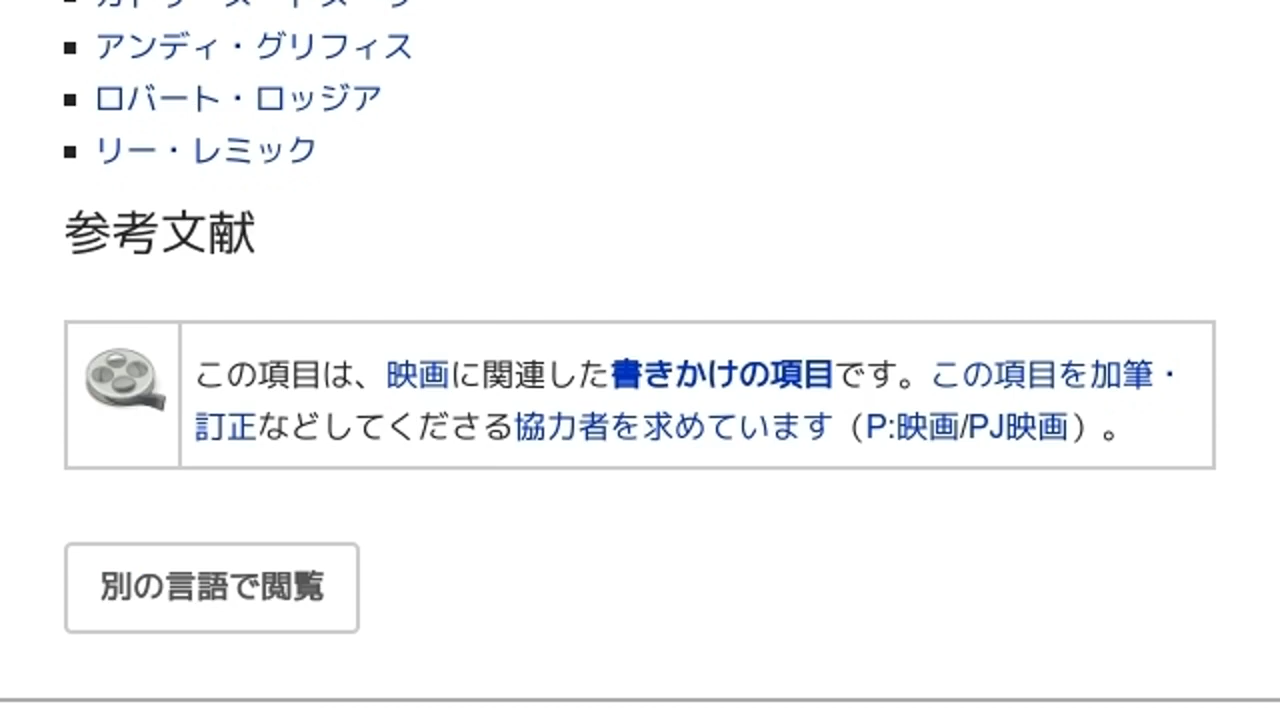 アンディ・グリフィス
ロバート・ロッジア
リー・レミック
参考文献
この項目は、映画に関連した書きかけの項目です。この項目を加筆・
訂正などしてくださる協力者を求めています（P:映画/PJ映画）。
別の言語で閲覧